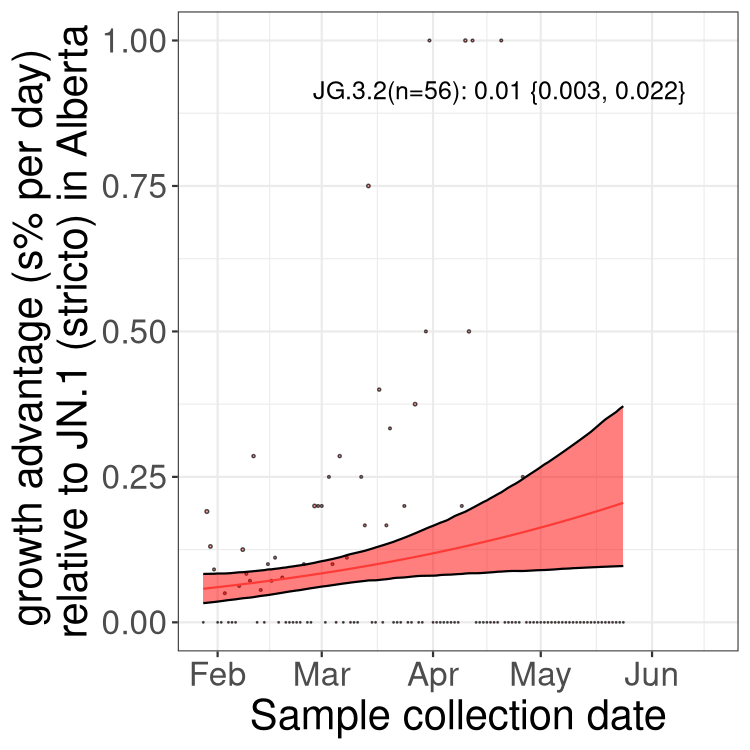 growth advantage (s% per day)
relative to JN.1 (stricto) in Alberta
1.00
0.75
0.50
0.25
0.00
JG.3.2(n=56): 0.01 {0.003, 0.022}
Feb Mar Apr May Jun
Sample collection date